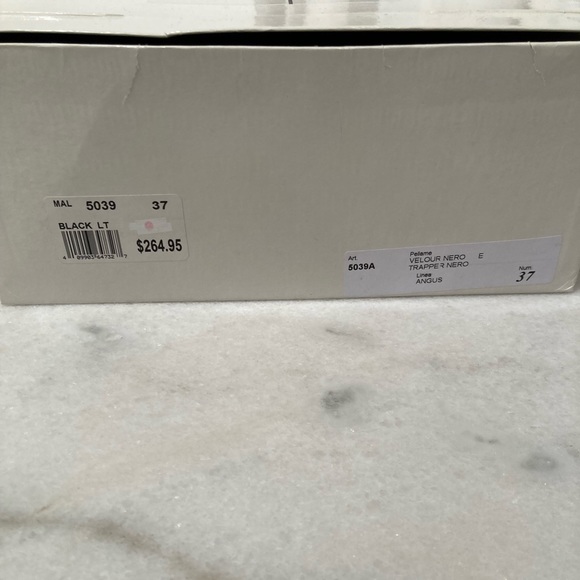 MAL 5039 37
BLACK LT
$264.95
Art. Pellame
5039A VELOUR NERO E
TRAPPER NERO
Linea Num.
ANGUS 37